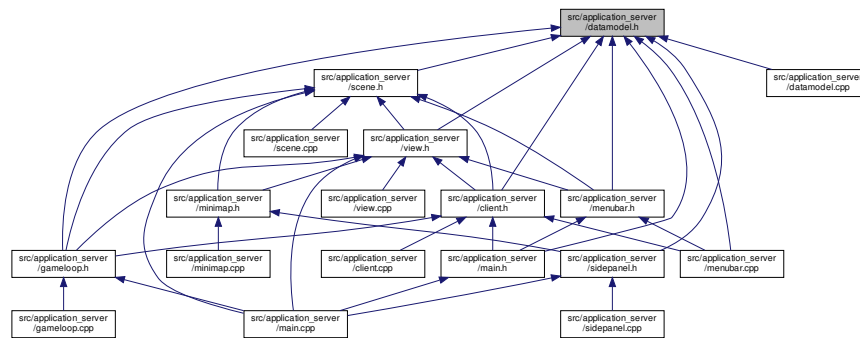 src/application_server
/datamodel.h
src/application_server
/scene.h
src/application_server
/datamodel.cpp
src/application_server
/scene.cpp
src/application_server
/view.h
src/application_server
/minimap.h
src/application_server
/view.cpp
src/application_server
/client.h
src/application_server
/menubar.h
src/application_server
/gameloop.h
src/application_server
/minimap.cpp
src/application_server
/client.cpp
src/application_server
/main.h
src/application_server
/sidepanel.h
src/application_server
/menubar.cpp
src/application_server
/gameloop.cpp
src/application_server
/main.cpp
src/application_server
/sidepanel.cpp